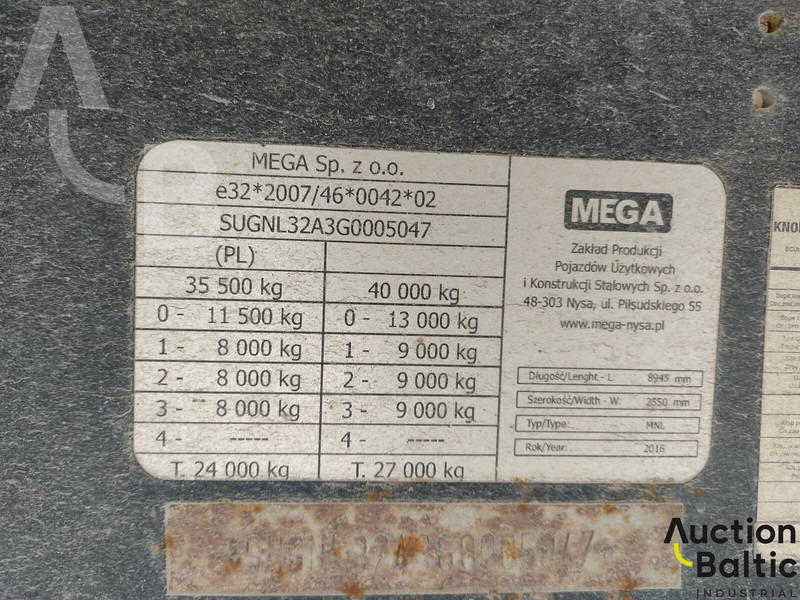 MEGA Sp. z o.o.
e32*2007/46*0042*02
SUGNL32A3G0005047
(PL)
35 500 kg 40 000 kg
0 - 11 500 kg 0 - 13 000 kg
1 - 8 000 kg 1 - 9 000 kg
2 - 8 000 kg 2 - 9 000 kg
3 - 8 000 kg 3 - 9 000 kg
4 - ----- 4 - -----
T. 24 000 kg T. 27 000 kg
MEGA
Zakład Produkcji
Pojazdów Użytkowych
i Konstrukcji Stalowych Sp. z o.o.
48-303 Nysa, ul. Piłsudskiego 55
www.mega-nysa.pl
Długość/Lenght - L: 8945 mm
Szerokość/Width - W: 2550 mm
Typ/Type: MNL
Rok/Year: 2016
Auction
Baltic
INDUSTRIAL